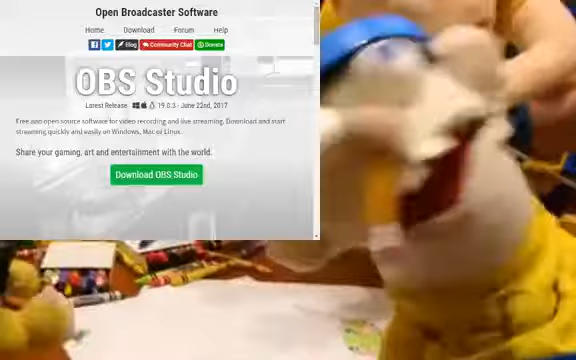 Open Broadcaster Software
Home Download Forum Help
Blog Community Chat Donate
OBS Studio
Latest Release 19.0.3 - June 22nd, 2017
Free and open source software for video recording and live streaming. Download and start
streaming quickly and easily on Windows, Mac or Linux.
Share your gaming, art and entertainment with the world.
Download OBS Studio